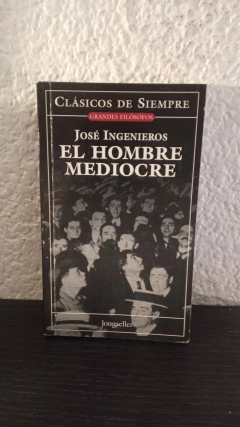 CLÁSICOS DE SIEMPRE
GRANDES FILÓSOFOS
JOSÉ INGENIEROS
EL HOMBRE
MEDIOCRE
longseller